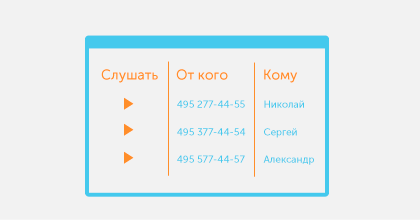 Слушать От кого Кому
495 277-44-55 Николай
495 377-44-54 Сергей
495 577-44-57 Александр